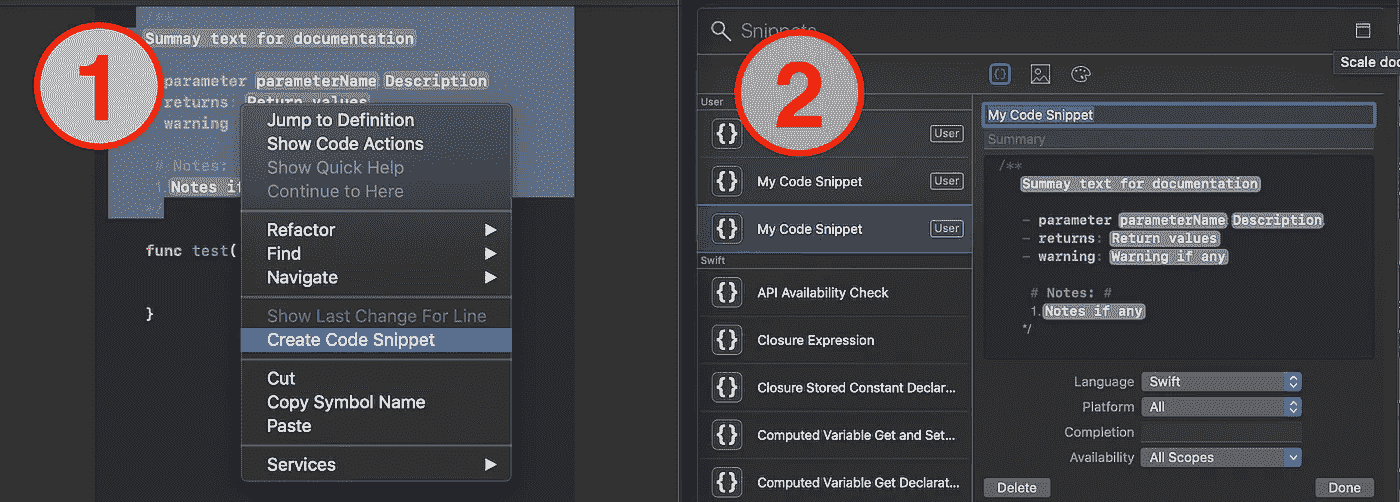 1
/**
Summay text for documentation
parameter parameterName Description
returns: Return values
warning
# Notes:
1. Notes if
func test(
}
Jump to Definition
Show Code Actions
Show Quick Help
Continue to Here
Refactor
Find
Navigate
Show Last Change For Line
Create Code Snippet
Cut
Copy Symbol Name
Paste
Services
2
Snippets
Scale doc
User
{} User
{} My Code Snippet User
{} My Code Snippet User
Swift
{} API Availability Check
{} Closure Expression
{} Closure Stored Constant Declar...
{} Computed Variable Get and Set...
{} Computed Variable Get Declarat...
My Code Snippet
Summary
/**
Summay text for documentation
- parameter parameterName Description
- returns: Return values
- warning: Warning if any
# Notes: #
1. Notes if any
*/
Language Swift
Platform All
Completion
Availability All Scopes
Delete Done